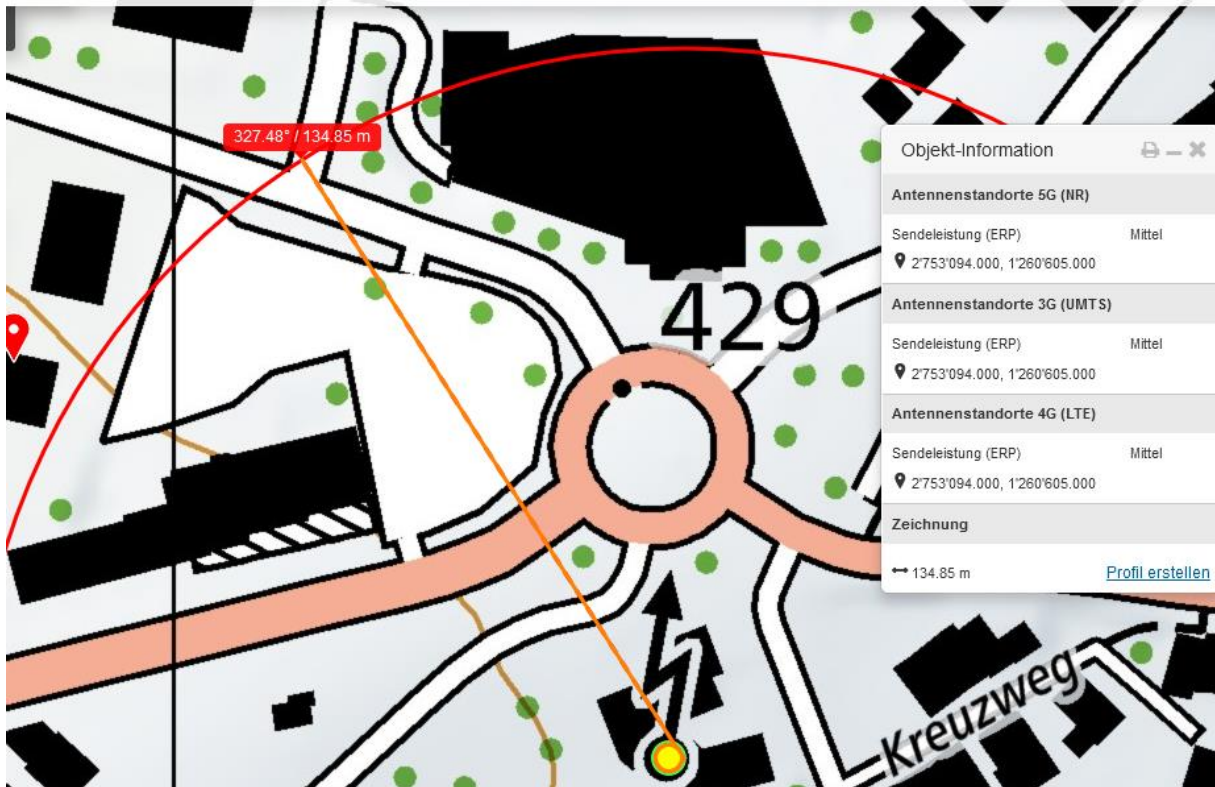 327.48° / 134.85 m
429
Kreuzweg
Objekt-Information
Antennenstandorte 5G (NR)
Sendeleistung (ERP) Mittel
2'753'094.000, 1'260'605.000
Antennenstandorte 3G (UMTS)
Sendeleistung (ERP) Mittel
2'753'094.000, 1'260'605.000
Antennenstandorte 4G (LTE)
Sendeleistung (ERP) Mittel
2'753'094.000, 1'260'605.000
Zeichnung
134.85 m Profil erstellen